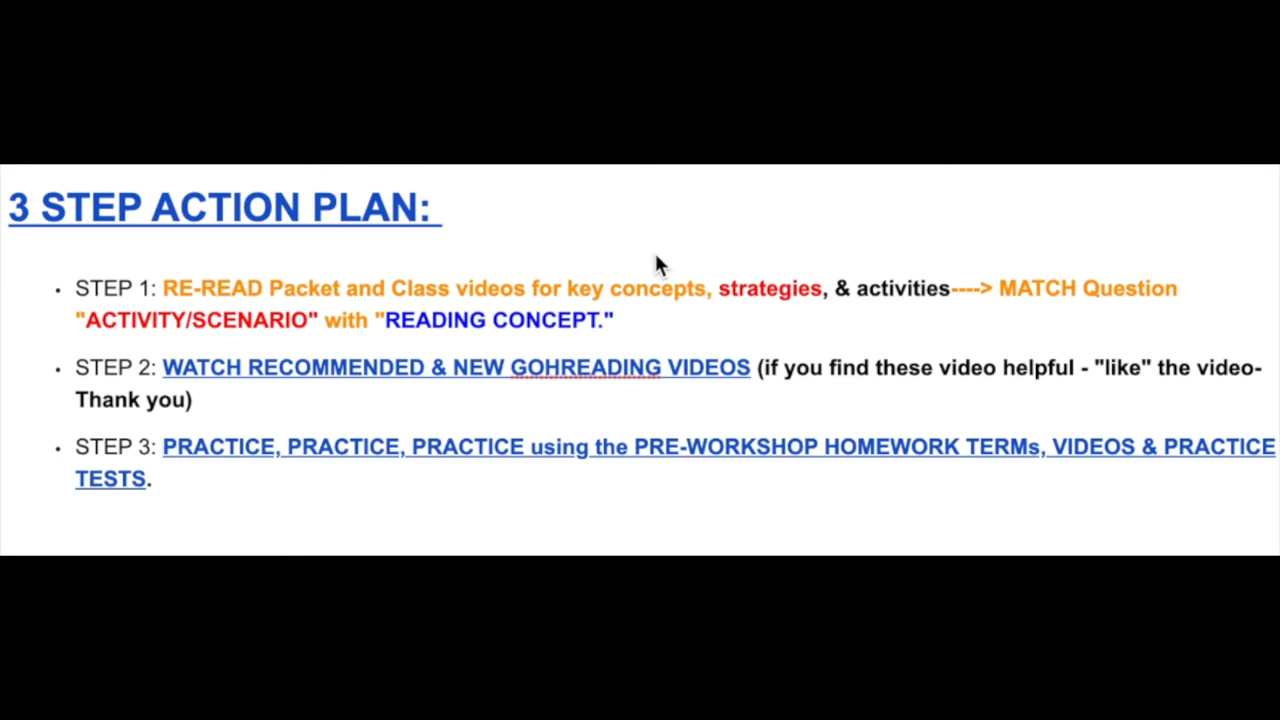 3 STEP ACTION PLAN:
• STEP 1: RE-READ Packet and Class videos for key concepts, strategies, & activities----> MATCH Question
"ACTIVITY/SCENARIO" with "READING CONCEPT."
• STEP 2: WATCH RECOMMENDED & NEW GOHREADING VIDEOS (if you find these video helpful - "like" the video-
Thank you)
• STEP 3: PRACTICE, PRACTICE, PRACTICE using the PRE-WORKSHOP HOMEWORK TERMs, VIDEOS & PRACTICE
TESTS.